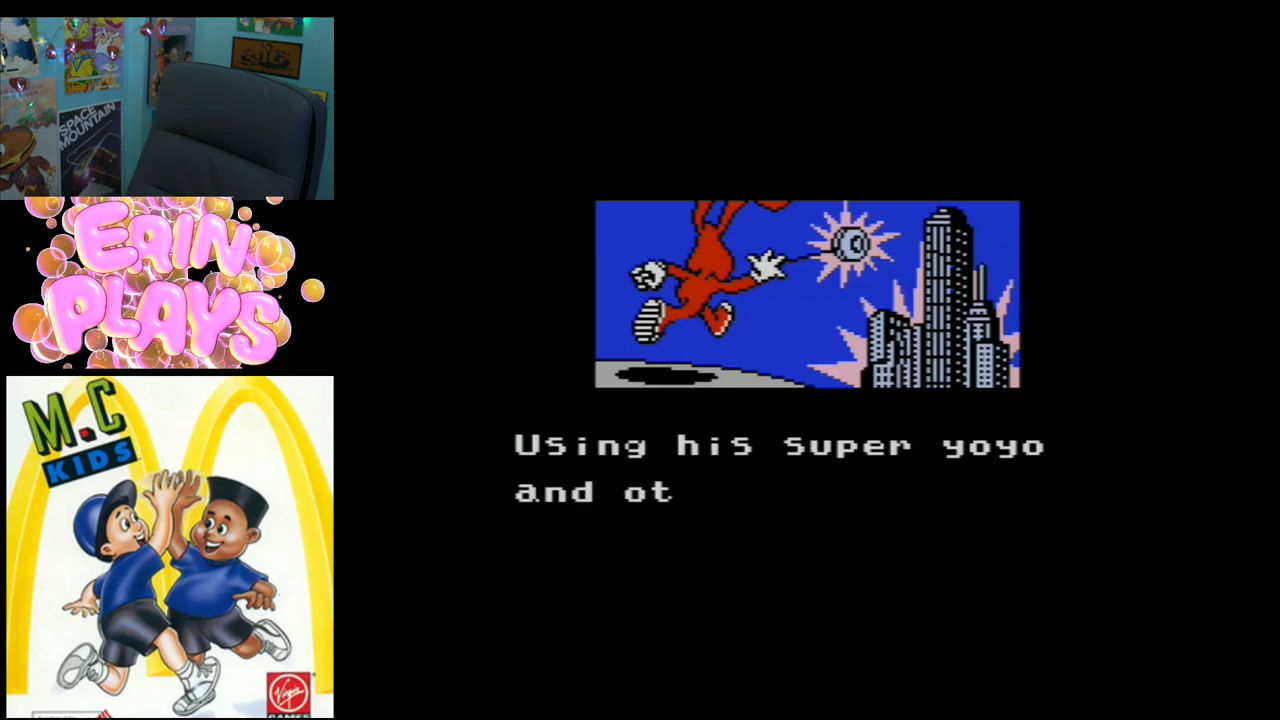 SPACE
MOUNTAIN
ERIN
PLAYS
M.C
KIDS
Virgin
GAMES
Using his super yoyo
and ot